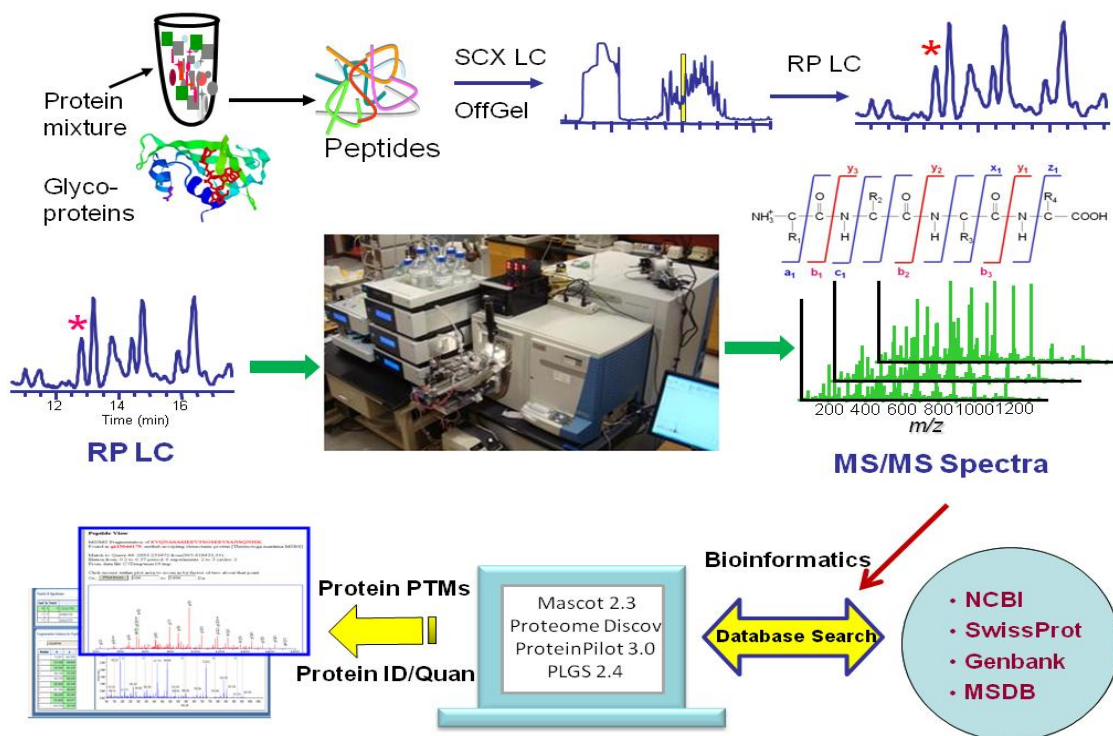 Protein
mixture
Glyco-
proteins
Peptides
SCX LC
OffGel
RP LC
*
y3 y2 x1 y1 z1
O R2 O O R4
NH3+ C N C N C N COOH
R1 H H R3 H
a1 b1 c1 b2 b3
*
12 14 16
Time (min)
RP LC
200 400 600 800 1000 1200
m/z
MS/MS Spectra
Peptide View
Protein PTMs
Protein ID/Quan
Mascot 2.3
Proteome Discov
ProteinPilot 3.0
PLGS 2.4
Bioinformatics
Database Search
• NCBI
• SwissProt
• Genbank
• MSDB